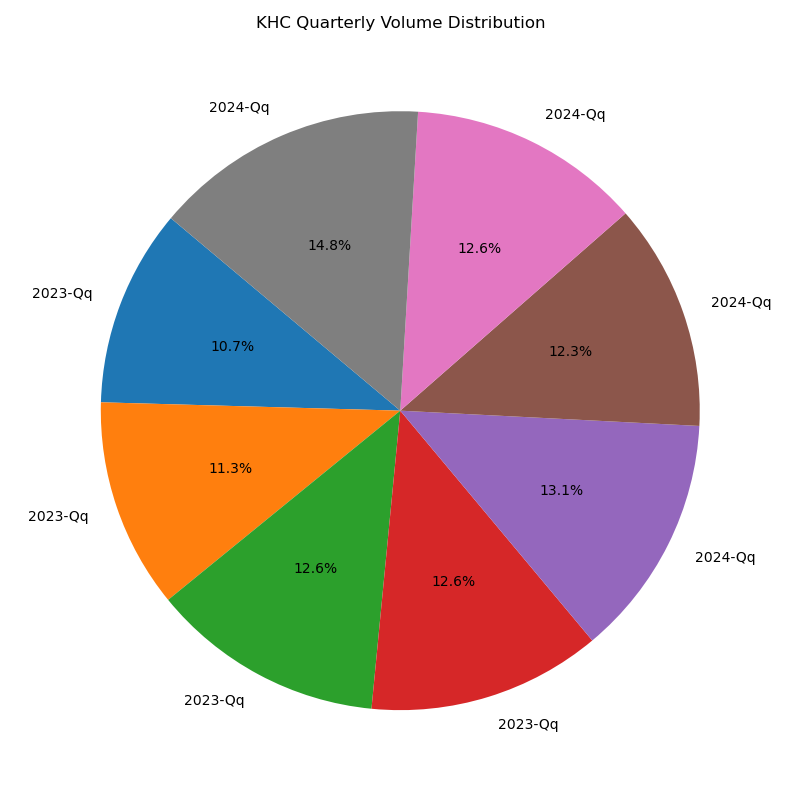 KHC Quarterly Volume Distribution
2024-Qq
2024-Qq
14.8%
12.6%
2023-Qq
2024-Qq
10.7%
12.3%
11.3%
13.1%
2023-Qq
2024-Qq
12.6%
12.6%
2023-Qq
2023-Qq